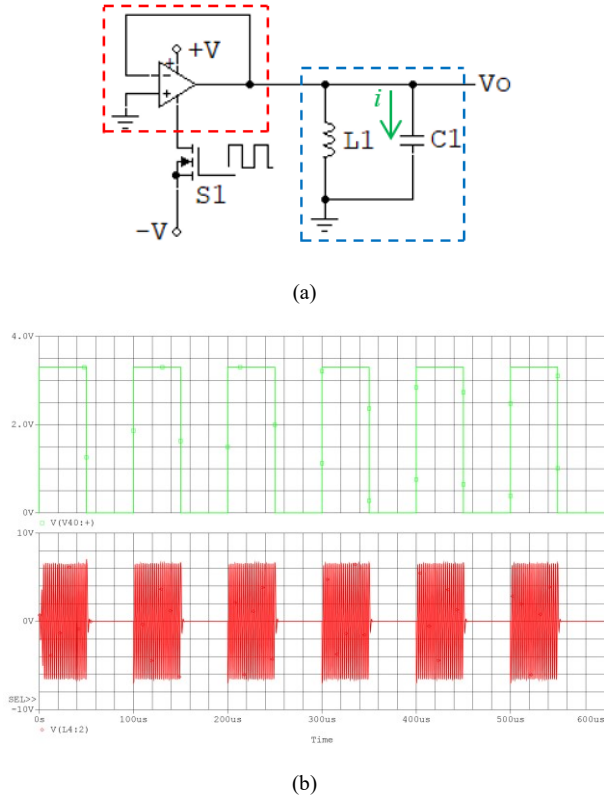 +V
Vo
i
L1
C1
S1
-V
(a)
4.0V
2.0V
0V
V(V40:+)
10V
0V
SEL>>
-10V
0s 100us 200us 300us 400us 500us 600us
V(L4:2)
Time
(b)